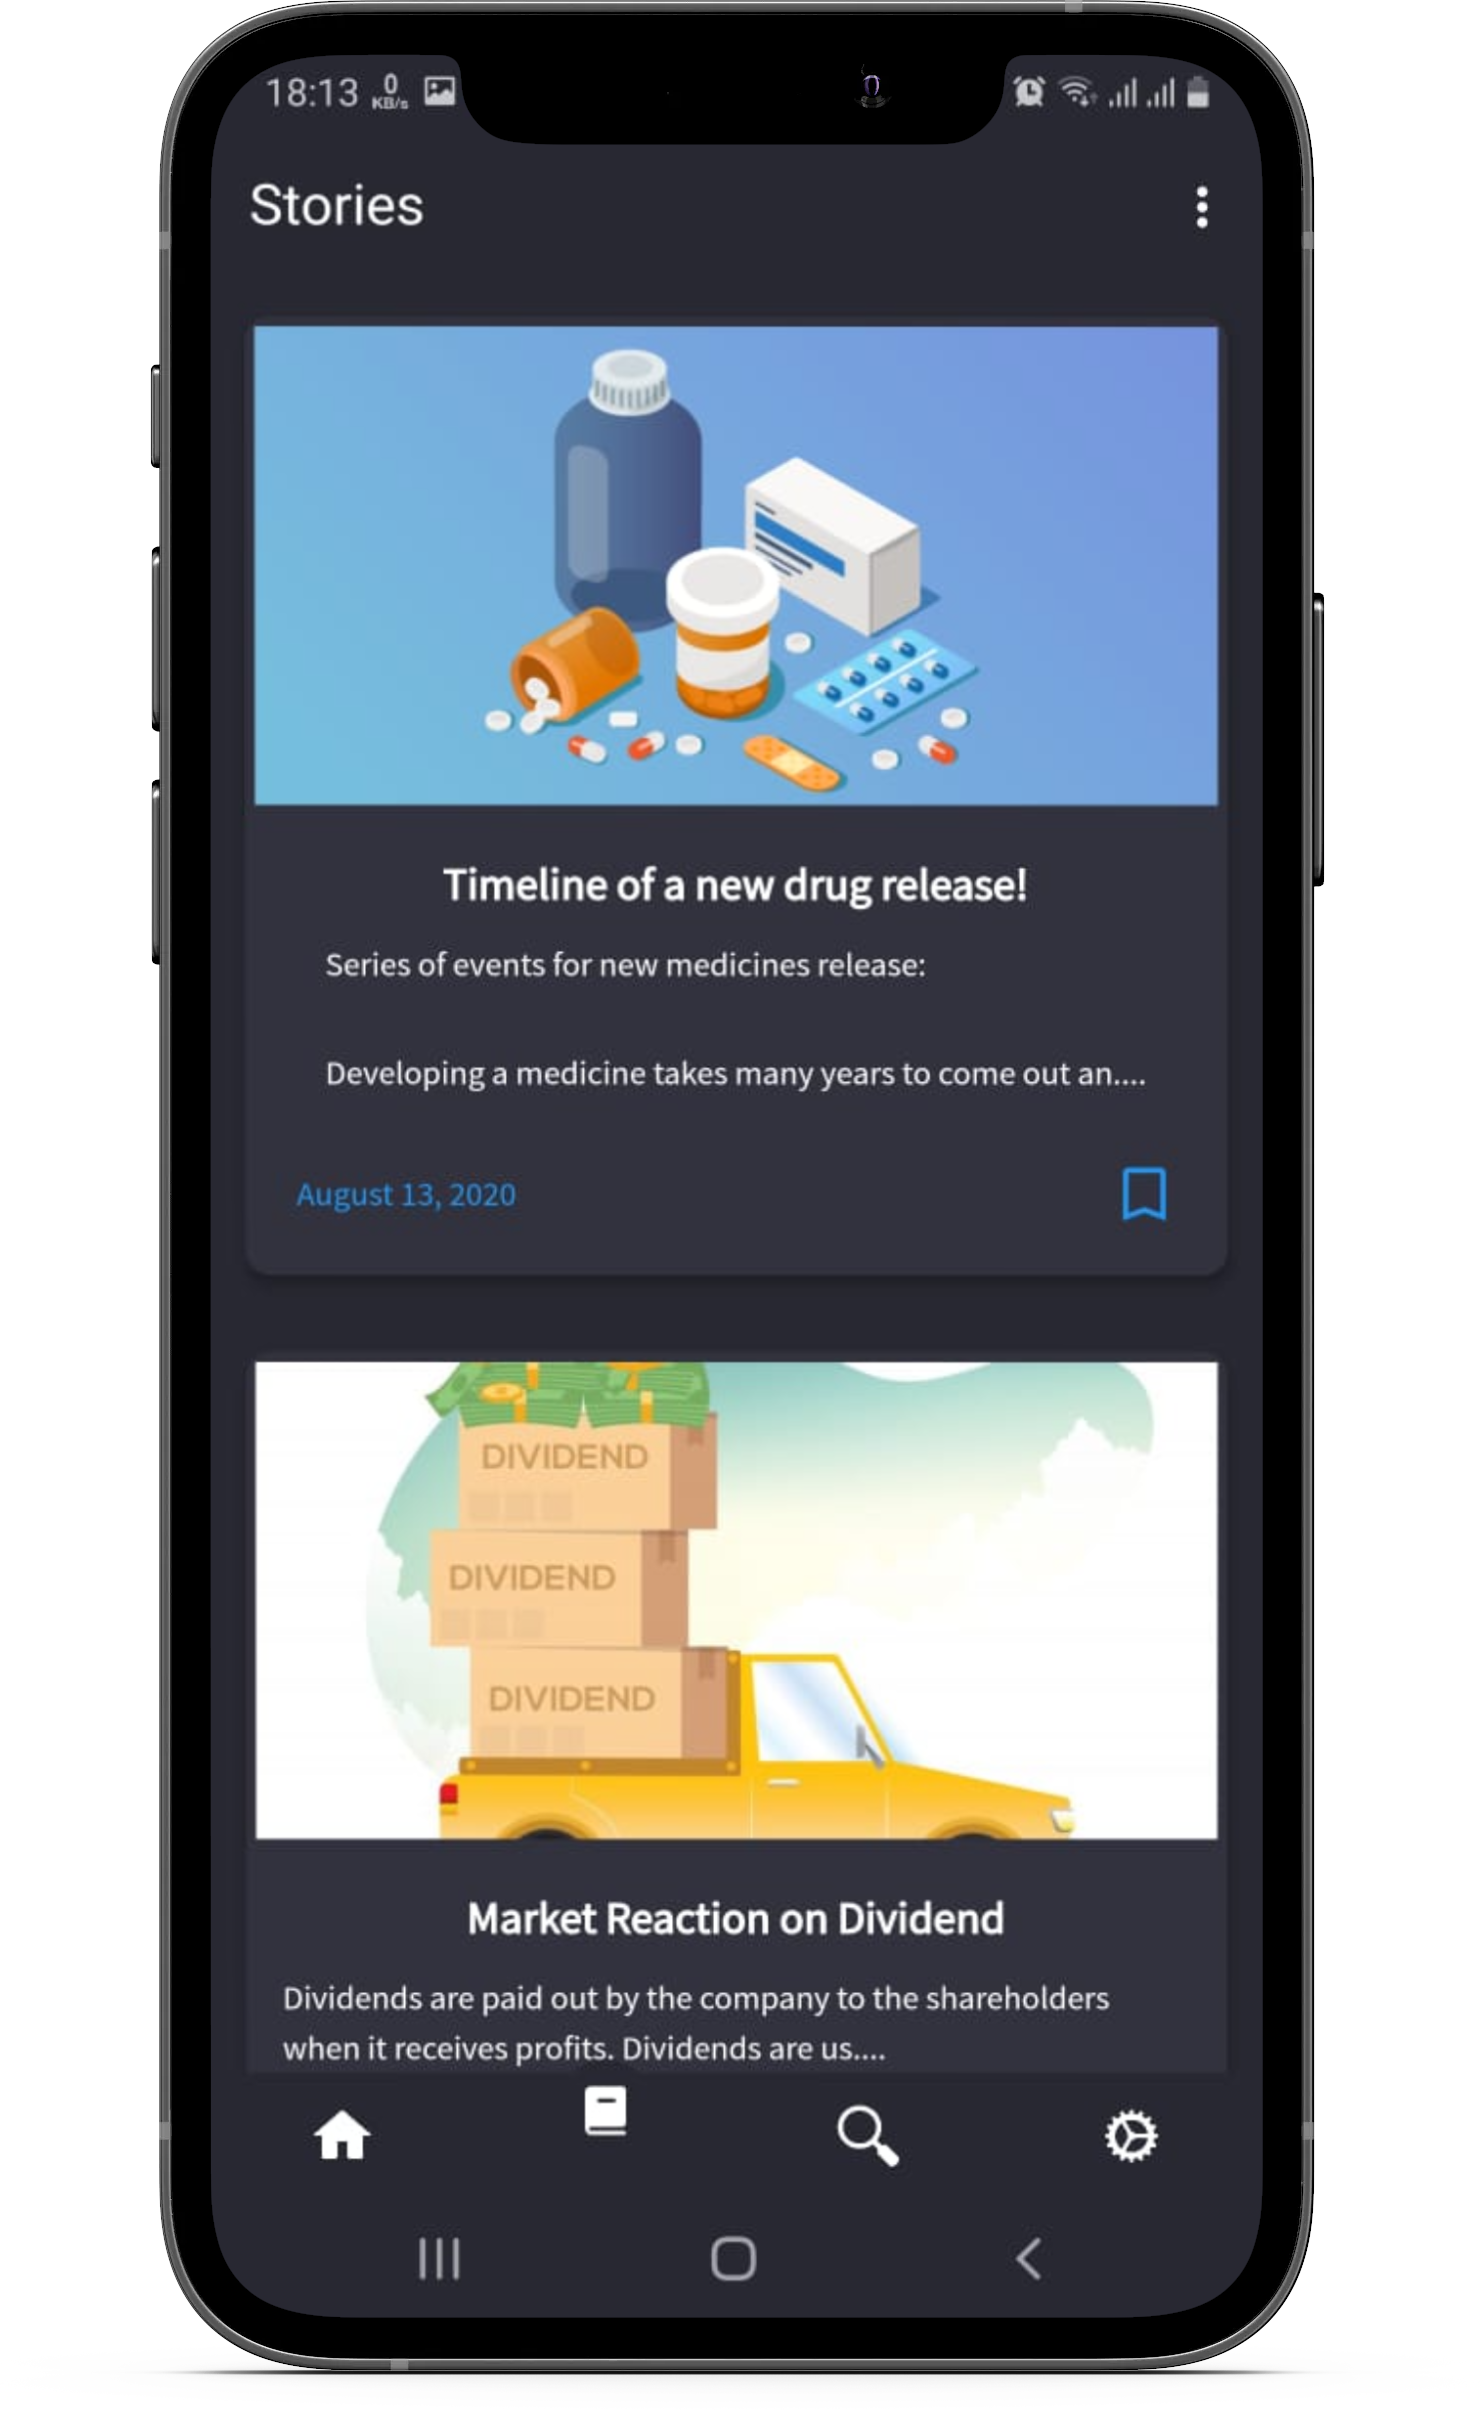 18:13 0 KB/s
Stories
Timeline of a new drug release!
Series of events for new medicines release:
Developing a medicine takes many years to come out an....
August 13, 2020
DIVIDEND
DIVIDEND
DIVIDEND
Market Reaction on Dividend
Dividends are paid out by the company to the shareholders
when it receives profits. Dividends are us....